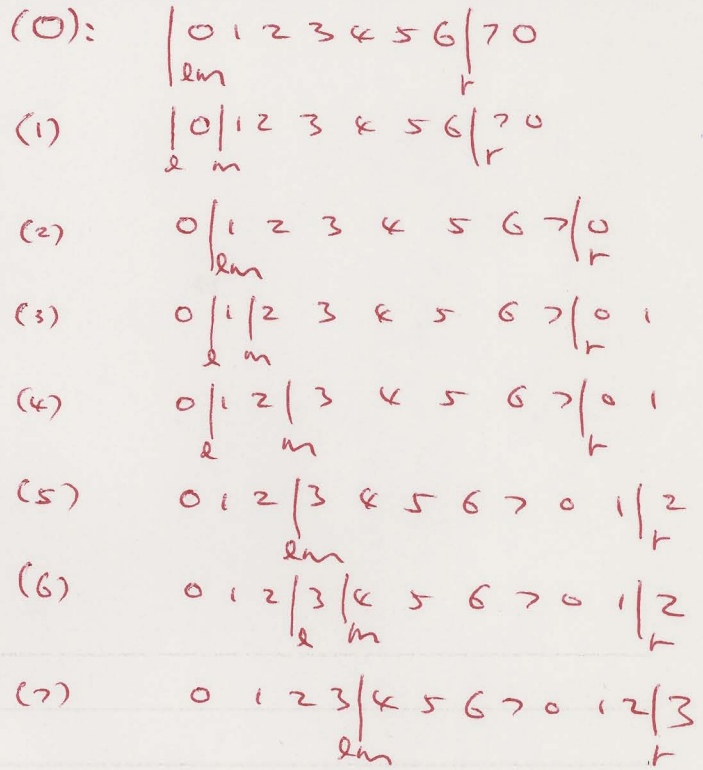 (0): |0 1 2 3 4 5 6|7 0
lm r
(1) |0|1 2 3 4 5 6|7 0
l m r
(2) 0|1 2 3 4 5 6 7|0
lm r
(3) 0|1|2 3 4 5 6 7|0 1
l m r
(4) 0|1 2|3 4 5 6 7|0 1
l m r
(5) 0 1 2|3 4 5 6 7 0 1|2
lm r
(6) 0 1 2|3|4 5 6 7 0 1|2
l m r
(7) 0 1 2 3|4 5 6 7 0 1 2|3
lm r